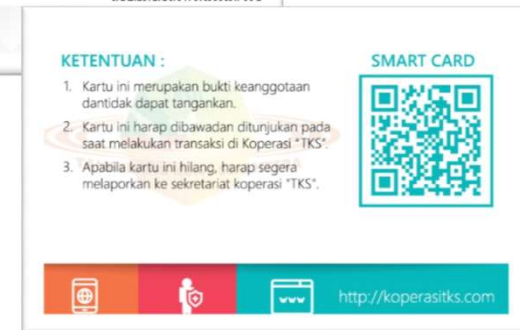 KETENTUAN :
1. Kartu ini merupakan bukti keanggotaan
dantidak dapat tangankan.
2. Kartu ini harap dibawadan ditunjukan pada
saat melakukan transaksi di Koperasi "TKS".
3. Apabila kartu ini hilang, harap segera
melaporkan ke sekretariat koperasi "TKS".
SMART CARD
www
http://koperasitks.com